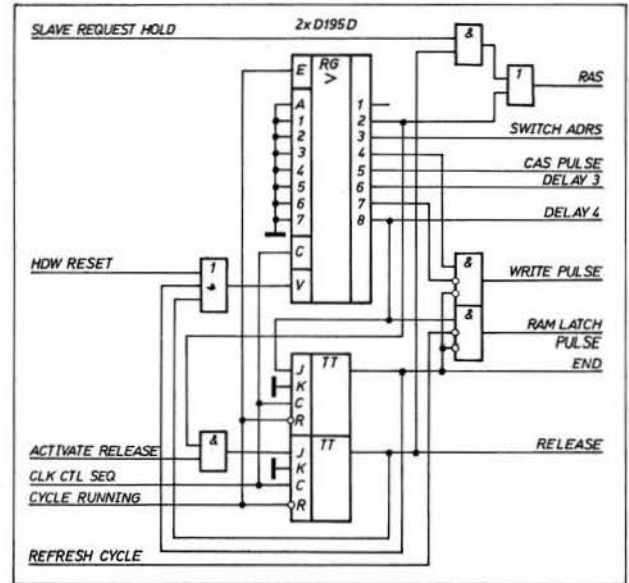 SLAVE REQUEST HOLD
2x D195D
&
RG
>
E
1
RAS
A
1
1
2
2
3
SWITCH ADRS
3
4
4
5
CAS PULSE
5
6
DELAY 3
6
7
7
8
DELAY 4
C
HDW RESET
1
V
&
WRITE PULSE
&
RAM LATCH
PULSE
TT
J
END
K
C
R
TT
&
J
RELEASE
ACTIVATE RELEASE
K
CLK CTL SEQ
C
CYCLE RUNNING
R
REFRESH CYCLE